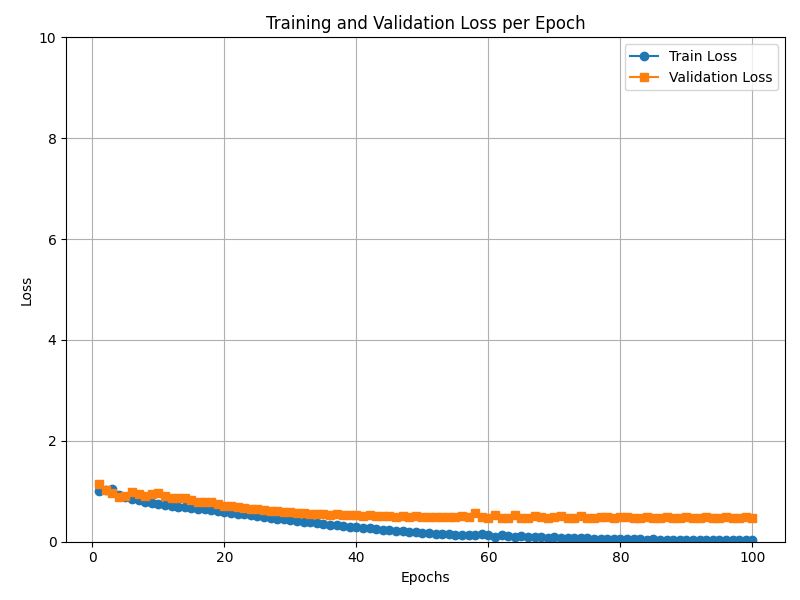 Training and Validation Loss per Epoch
Train Loss
Validation Loss
Loss
10
8
6
4
2
0
0 20 40 60 80 100
Epochs